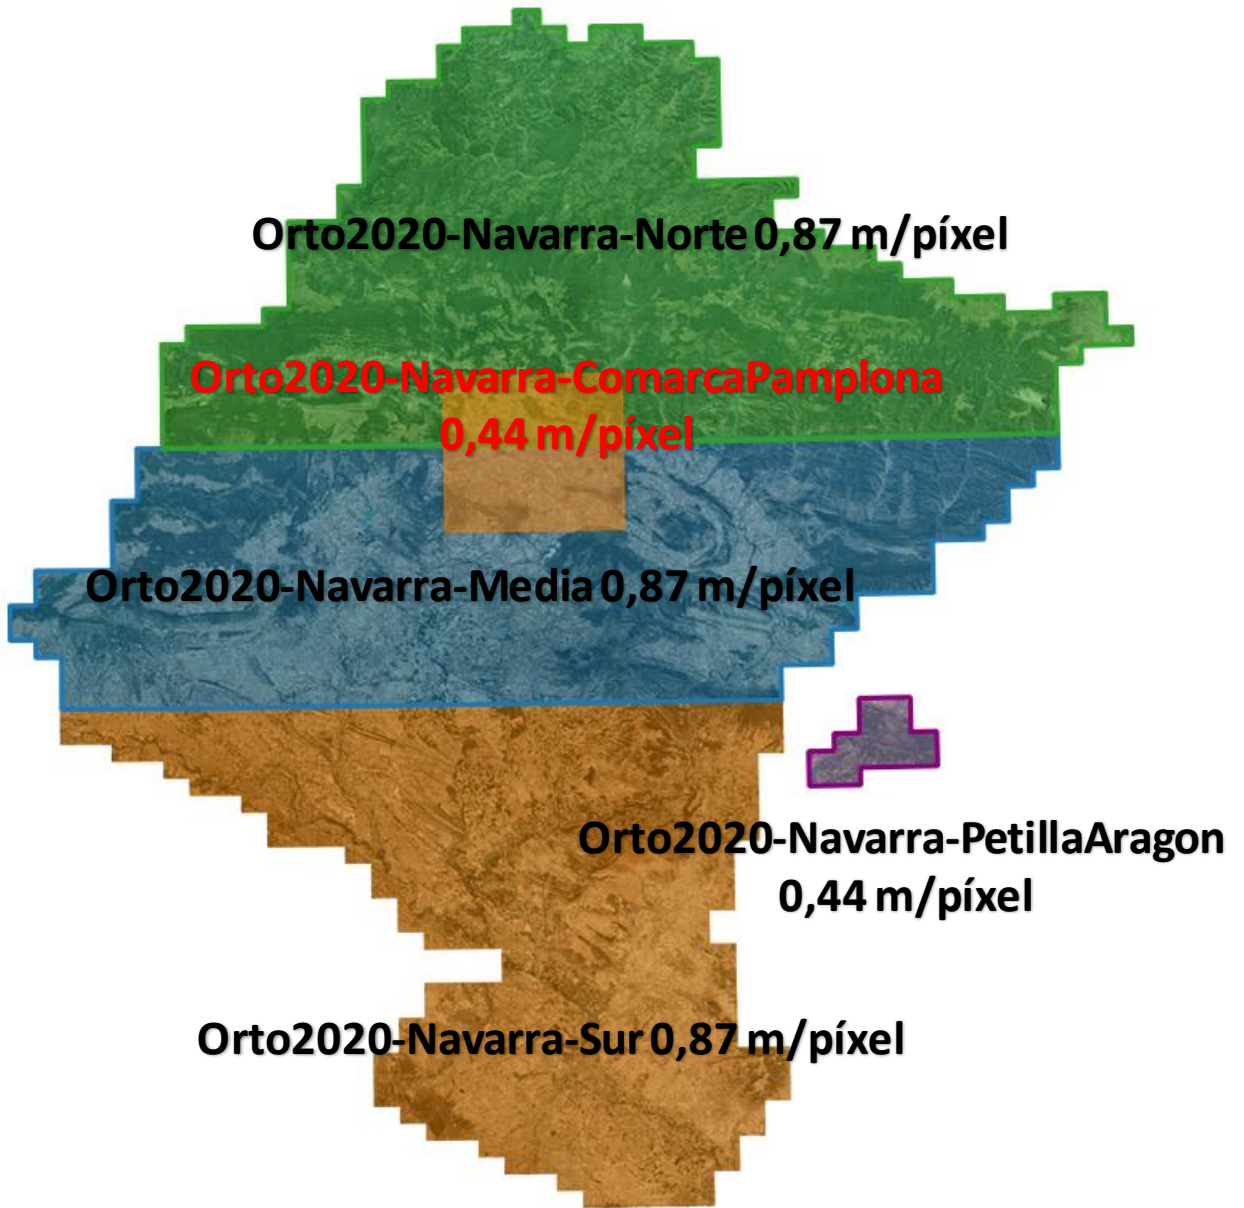 Orto2020-Navarra-Norte 0,87 m/píxel
Orto2020-Navarra-ComarcaPamplona
0,44 m/píxel
Orto2020-Navarra-Media 0,87 m/píxel
Orto2020-Navarra-PetillaAragon
0,44 m/píxel
Orto2020-Navarra-Sur 0,87 m/píxel